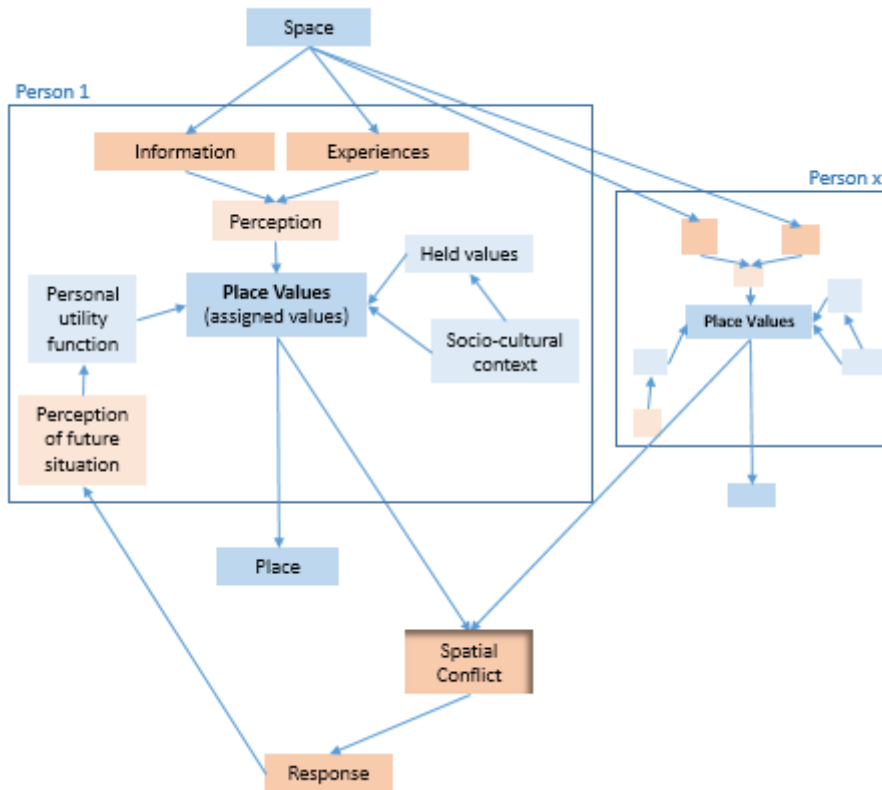 Space
Person 1
Information
Experiences
Person x
Perception
Held values
Personal
utility
function
Place Values
(assigned values)
Socio-cultural
context
Place Values
Perception
of future
situation
Place
Spatial
Conflict
Response